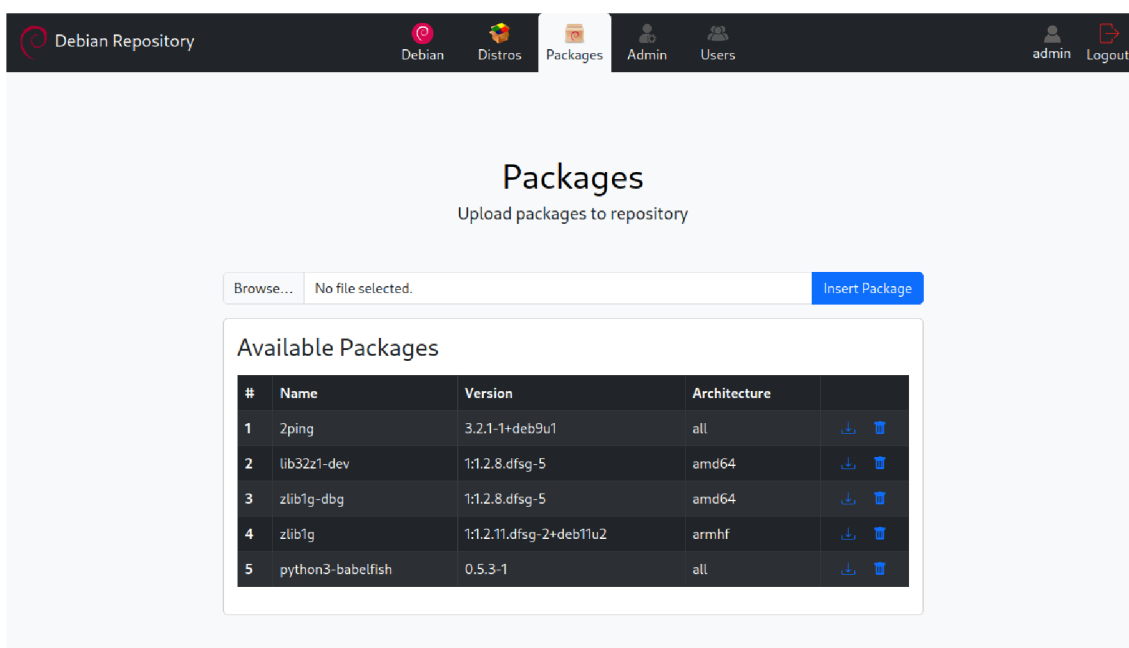 Debian Repository
Debian Distros Packages Admin Users
admin Logout
Packages
Upload packages to repository
Browse... No file selected. Insert Package
Available Packages
# Name Version Architecture
1 2ping 3.2.1-1+deb9u1 all
2 lib32z1-dev 1:1.2.8.dfsg-5 amd64
3 zlib1g-dbg 1:1.2.8.dfsg-5 amd64
4 zlib1g 1:1.2.11.dfsg-2+deb11u2 armhf
5 python3-babelfish 0.5.3-1 all